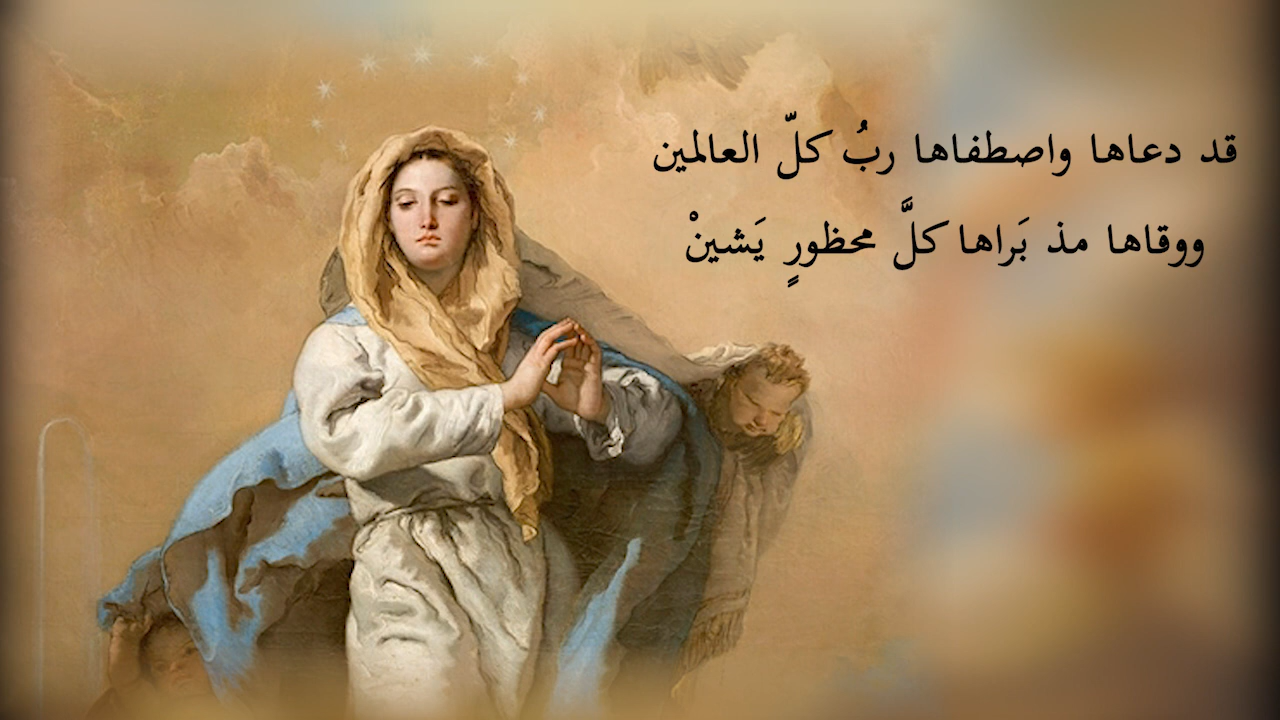 قد دعاها واصطفاها ربُ كلّ العالمين
ووقاها مذ بَراها كلَّ محظورٍ يَشينْ